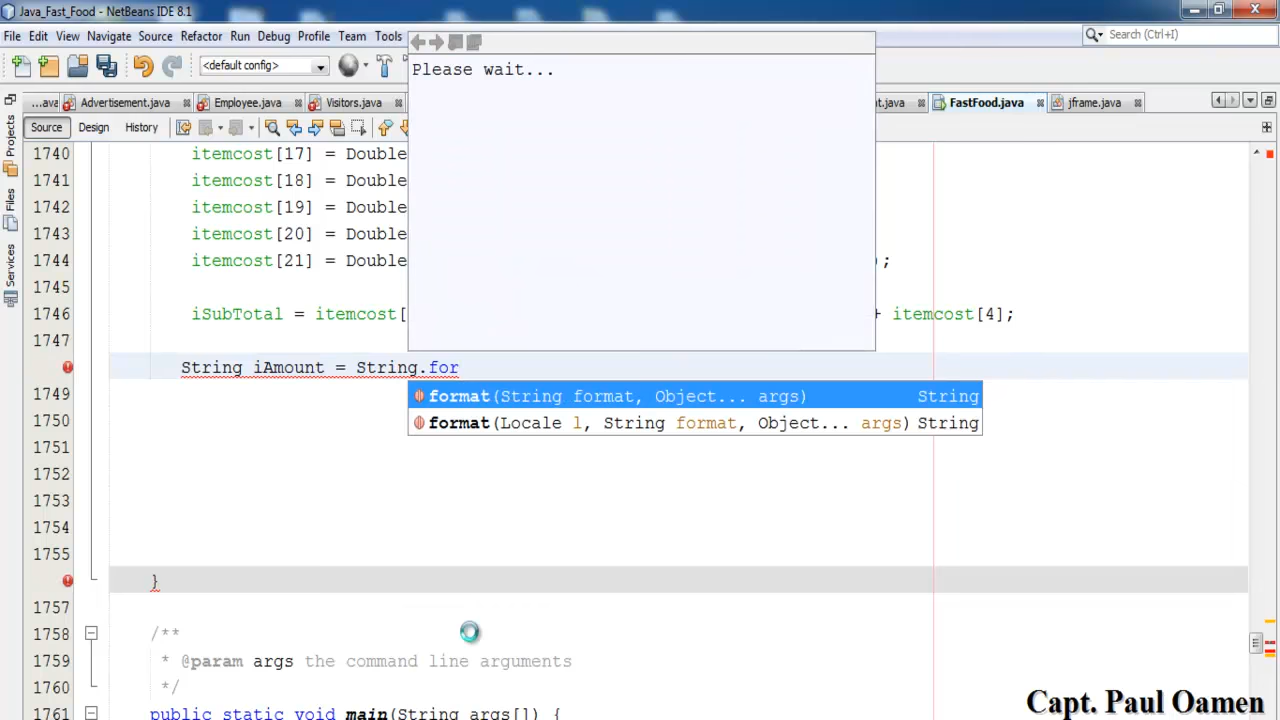 Java_Fast_Food - NetBeans IDE 8.1
File Edit View Navigate Source Refactor Run Debug Profile Team Tools
Search (Ctrl+I)
<default config>
Please wait...
...ava Advertisement.java Employee.java Visitors.java nt.java FastFood.java jframe.java
Source Design History
Projects
Files
Services
1740 itemcost[17] = Double
1741 itemcost[18] = Double
1742 itemcost[19] = Double
1743 itemcost[20] = Double
1744 itemcost[21] = Double );
1745
1746 iSubTotal = itemcost[ + itemcost[4];
1747
String iAmount = String.for
format(String format, Object... args) String
format(Locale l, String format, Object... args) String
1749
1750
1751
1752
1753
1754
1755
}
1757
1758 /**
1759 * @param args the command line arguments
1760 */
1761 public static void main(String args[]) {
Capt. Paul Oamen